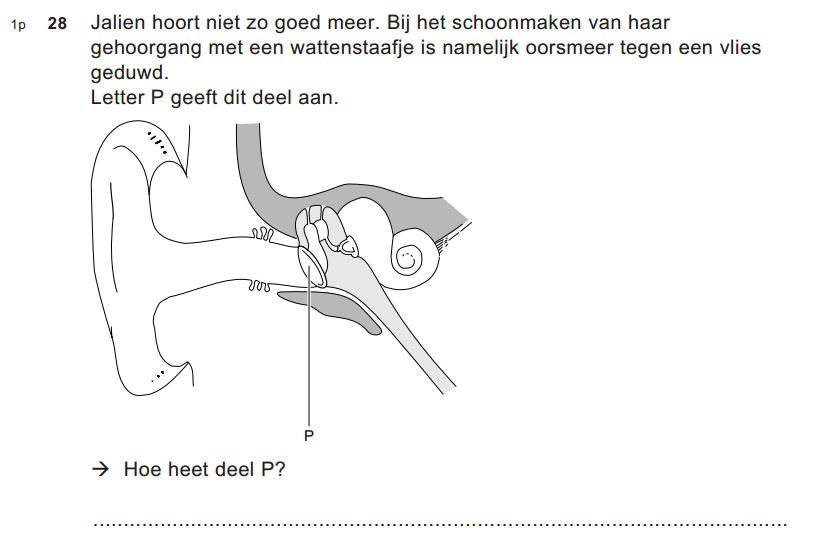 1p 28 Jalien hoort niet zo goed meer. Bij het schoonmaken van haar
gehoorgang met een wattenstaafje is namelijk oorsmeer tegen een vlies
geduwd.
Letter P geeft dit deel aan.
P
→ Hoe heet deel P?